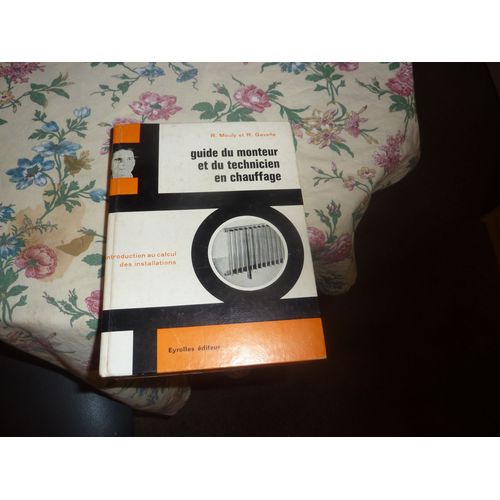 R. Mouly et R. Gavelle
guide du monteur
et du technicien
en chauffage
introduction au calcul
des installations
Eyrolles éditeur